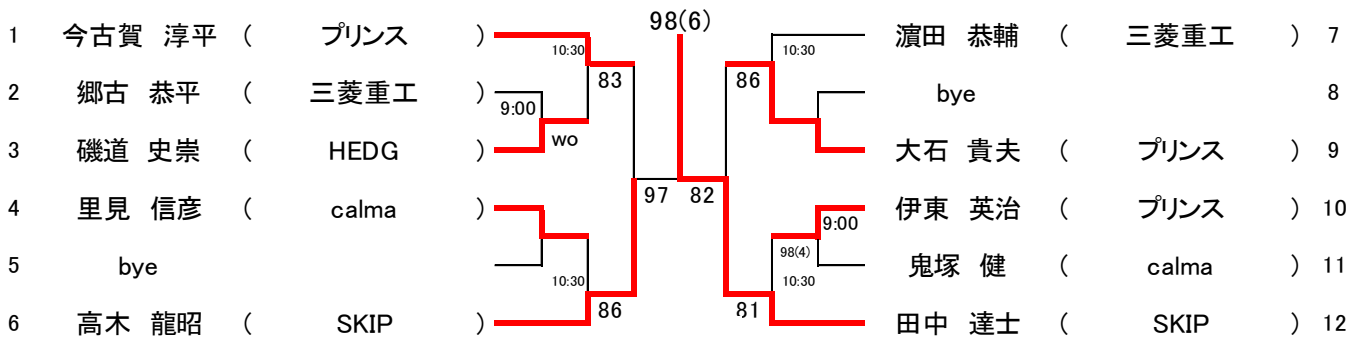 98(6)
1 今古賀 淳平 ( プリンス ) 10:30 83
2 郷古 恭平 ( 三菱重工 ) 9:00
3 磯道 史崇 ( HEDG ) wo
4 里見 信彦 ( calma ) 97
5 bye 10:30
6 高木 龍昭 ( SKIP ) 86
10:30 濵田 恭輔 ( 三菱重工 ) 7
86 bye 8
大石 貴夫 ( プリンス ) 9
82 9:00 伊東 英治 ( プリンス ) 10
98(4) 10:30 鬼塚 健 ( calma ) 11
81 田中 達士 ( SKIP ) 12